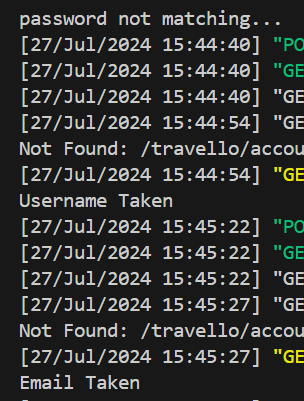 password not matching...
[27/Jul/2024 15:44:40] "PO
[27/Jul/2024 15:44:40] "GE
[27/Jul/2024 15:44:40] "GE
[27/Jul/2024 15:44:54] "GE
Not Found: /travello/accou
[27/Jul/2024 15:44:54] "GE
Username Taken
[27/Jul/2024 15:45:22] "PO
[27/Jul/2024 15:45:22] "GE
[27/Jul/2024 15:45:22] "GE
[27/Jul/2024 15:45:27] "GE
Not Found: /travello/accou
[27/Jul/2024 15:45:27] "GE
Email Taken